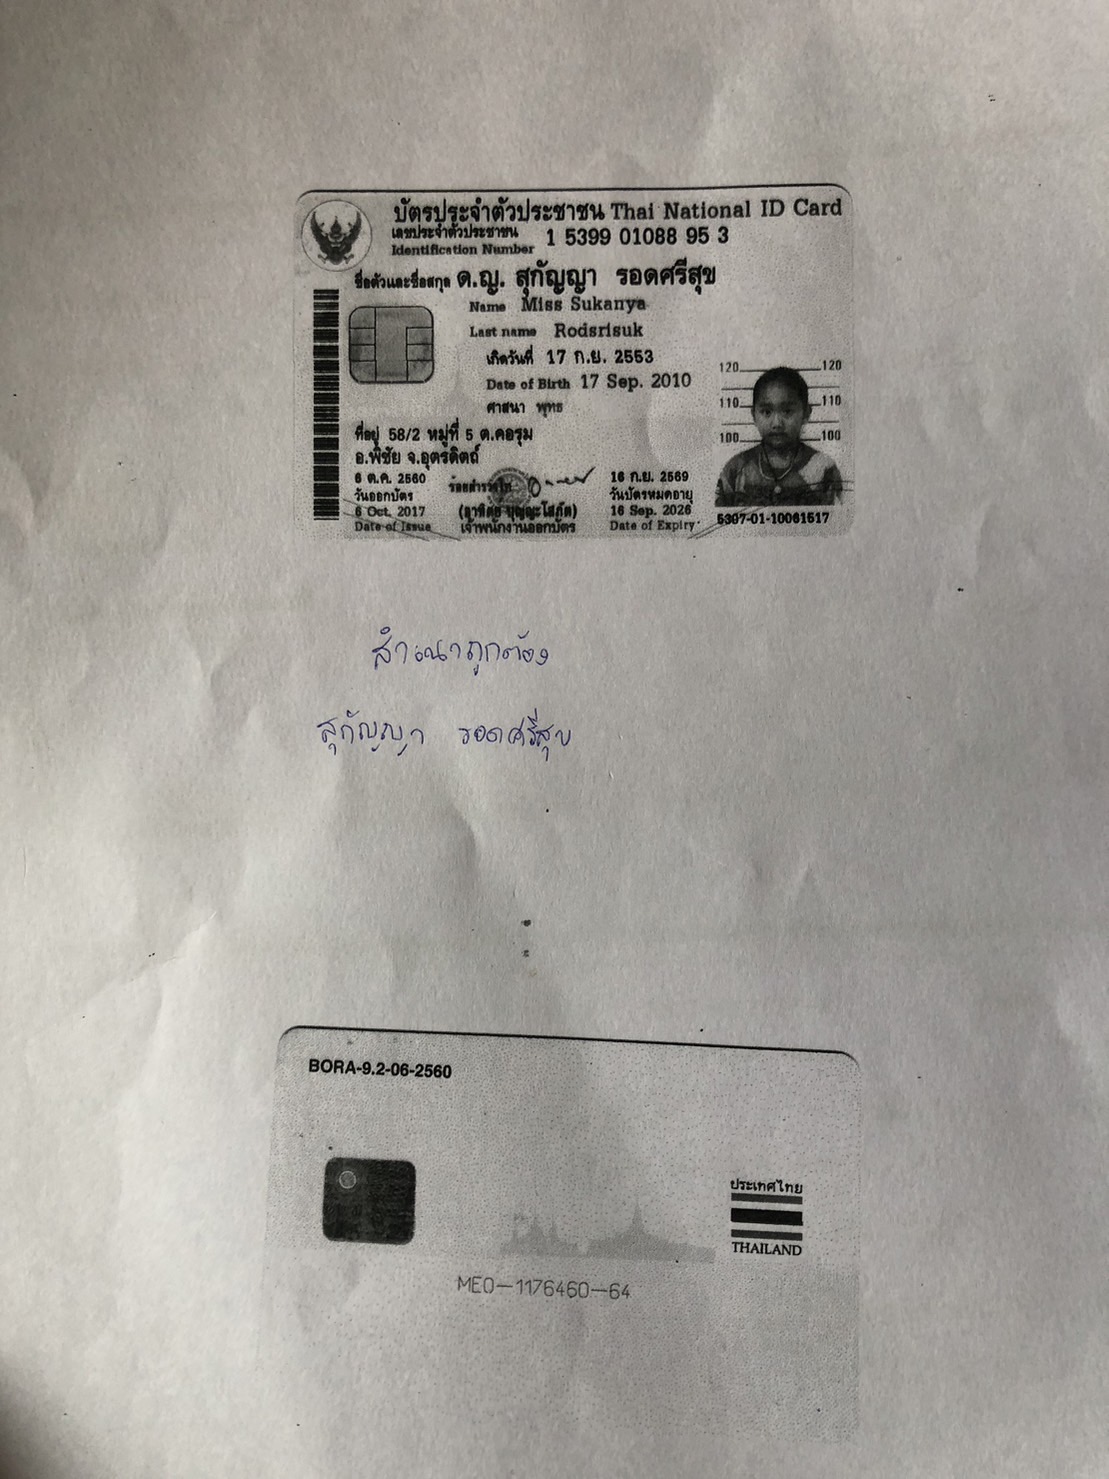 บัตรประจำตัวประชาชน Thai National ID Card
เลขประจำตัวประชาชน
Identification Number
1 5399 01088 95 3
ชื่อตัวและชื่อสกุล ด.ญ. สุกัญญา รอดศรีสุข
Name Miss Sukanya
Last name Rodsrisuk
เกิดวันที่ 17 ก.ย. 2553
Date of Birth 17 Sep. 2010
ศาสนา พุทธ
ที่อยู่ 58/2 หมู่ที่ 5 ต.คอรุม
อ.พิชัย จ.อุตรดิตถ์
6 ต.ค. 2560
วันออกบัตร
6 Oct. 2017
Date of Issue
เจ้าพนักงานออกบัตร
16 ก.ย. 2569
วันบัตรหมดอายุ
16 Sep. 2026
Date of Expiry
120 120
110 110
100 100
5307-01-10061517
สำเนาถูกต้อง
สุกัญญา รอดศรีสุข
BORA-9.2-06-2560
ประเทศไทย
THAILAND
ME0-1176460-64